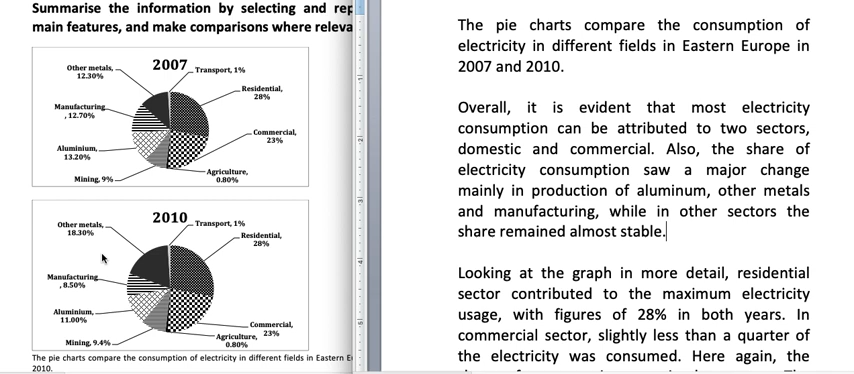 Summarise the information by selecting and rep
main features, and make comparisons where releva
2007
Other metals,
12.30%
Transport, 1%
Residential,
28%
Manufacturing
, 12.70%
Commercial,
23%
Aluminium,
13.20%
Agriculture,
0.80%
Mining, 9%
2010
Other metals,
18.30%
Transport, 1%
Residential,
28%
Manufacturing
, 8.50%
Aluminium,
11.00%
Commercial,
23%
Agriculture,
0.80%
Mining, 9.4%
The pie charts compare the consumption of electricity in different fields in Eastern E
2010.
The pie charts compare the consumption of
electricity in different fields in Eastern Europe in
2007 and 2010.
Overall, it is evident that most electricity
consumption can be attributed to two sectors,
domestic and commercial. Also, the share of
electricity consumption saw a major change
mainly in production of aluminum, other metals
and manufacturing, while in other sectors the
share remained almost stable.
Looking at the graph in more detail, residential
sector contributed to the maximum electricity
usage, with figures of 28% in both years. In
commercial sector, slightly less than a quarter of
the electricity was consumed. Here again, the